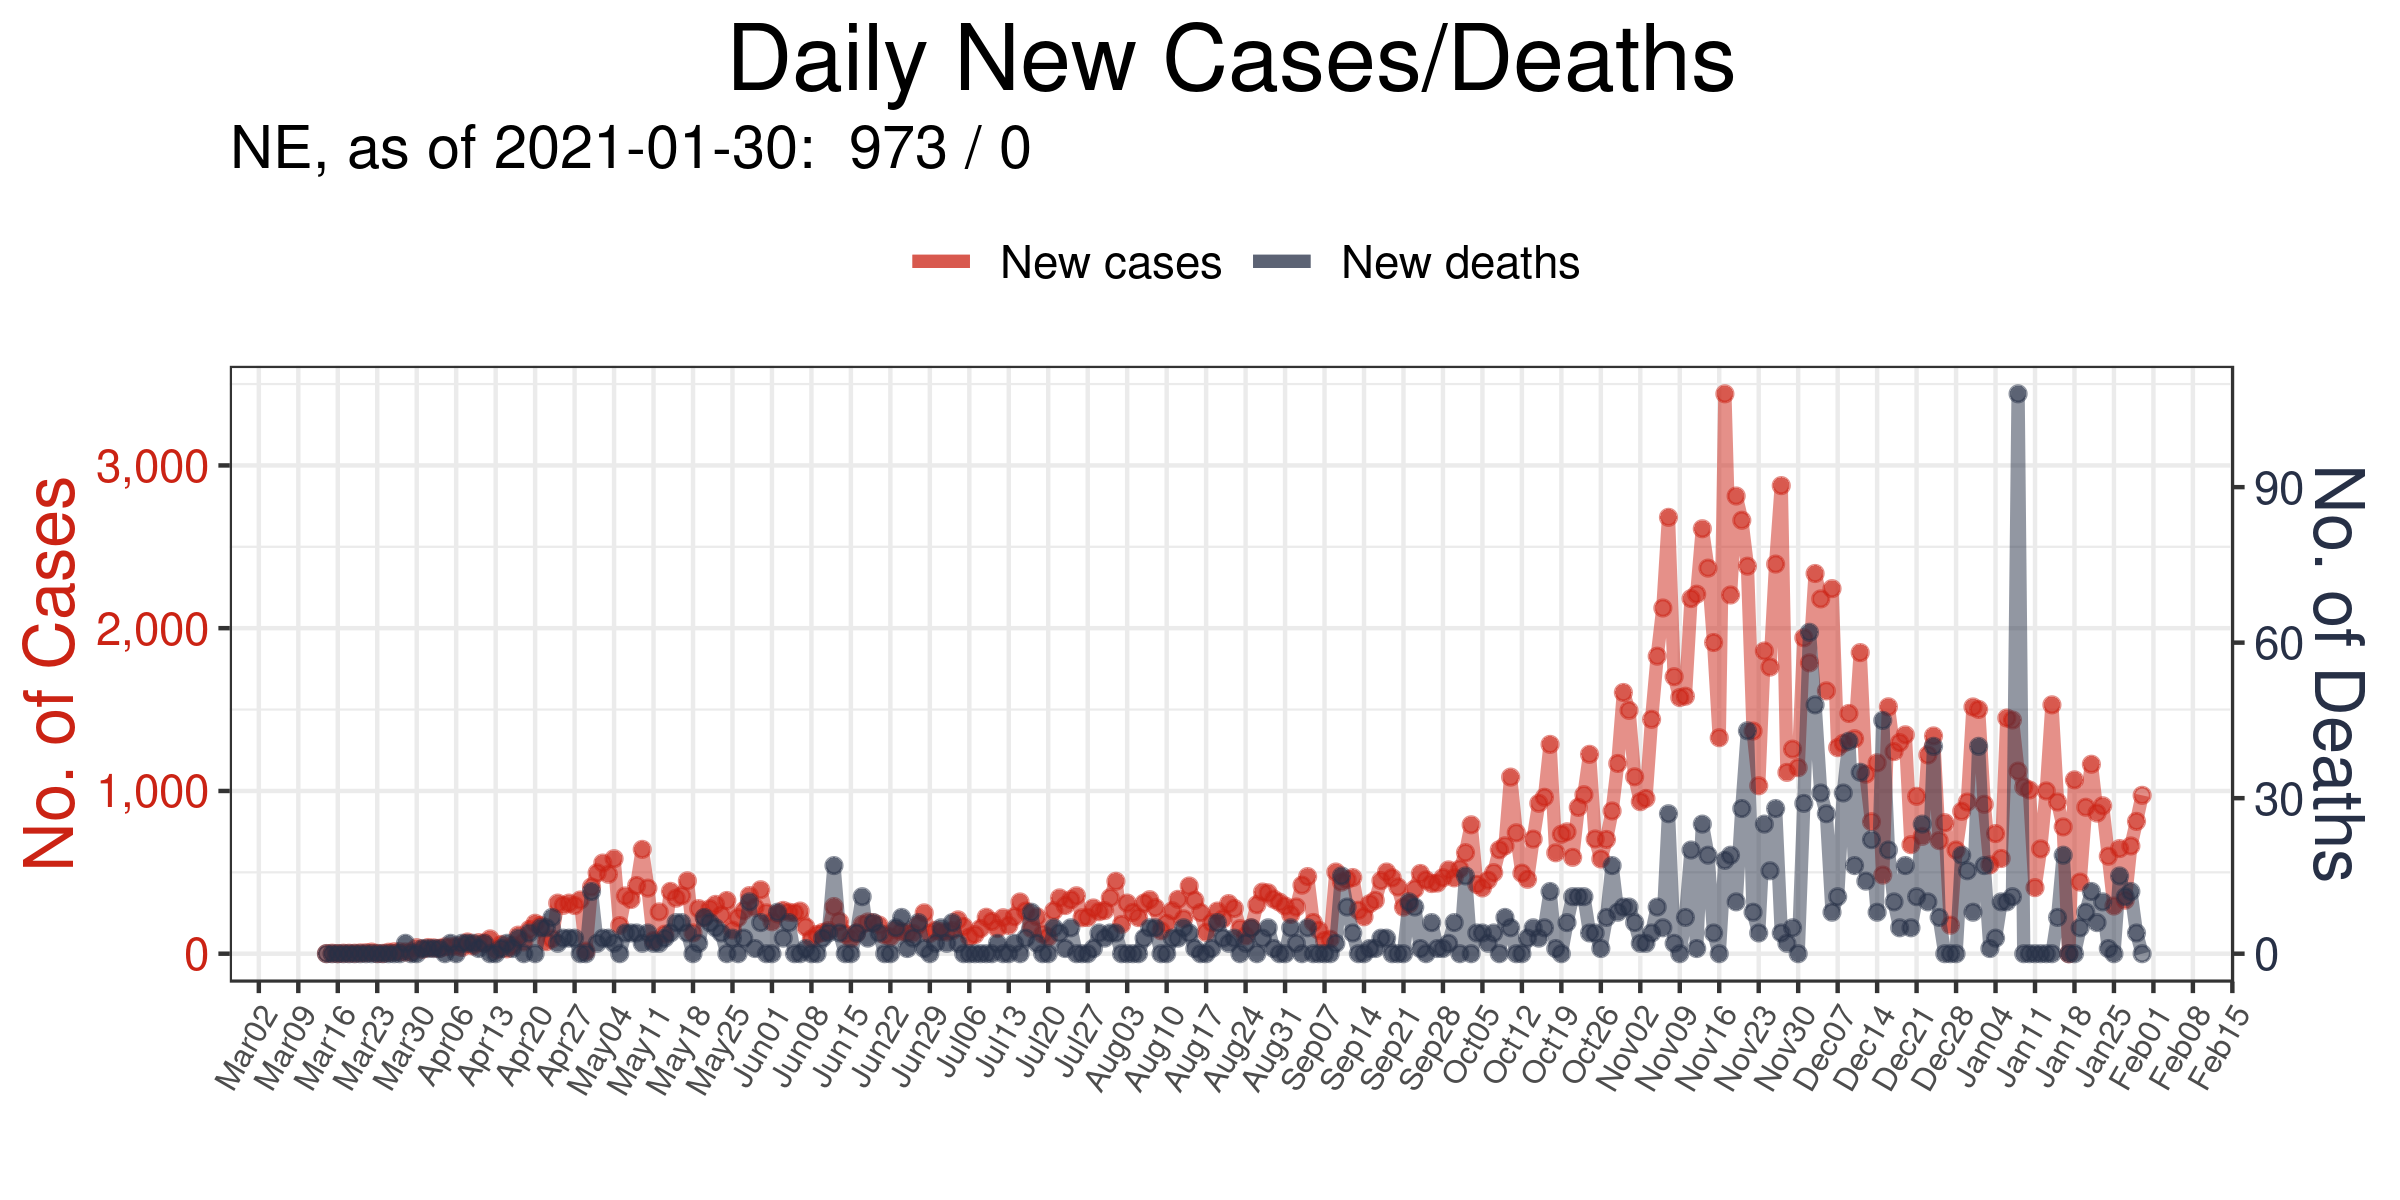 Daily New Cases/Deaths
NE, as of 2021-01-30:  973 / 0
New cases
New deaths
No. of Cases
3,000
2,000
1,000
0
90
60
30
0
No. of Deaths
Mar02
Mar09
Mar16
Mar23
Mar30
Apr06
Apr13
Apr20
Apr27
May04
May11
May18
May25
Jun01
Jun08
Jun15
Jun22
Jun29
Jul06
Jul13
Jul20
Jul27
Aug03
Aug10
Aug17
Aug24
Aug31
Sep07
Sep14
Sep21
Sep28
Oct05
Oct12
Oct19
Oct26
Nov02
Nov09
Nov16
Nov23
Nov30
Dec07
Dec14
Dec21
Dec28
Jan04
Jan11
Jan18
Jan25
Feb01
Feb08
Feb15